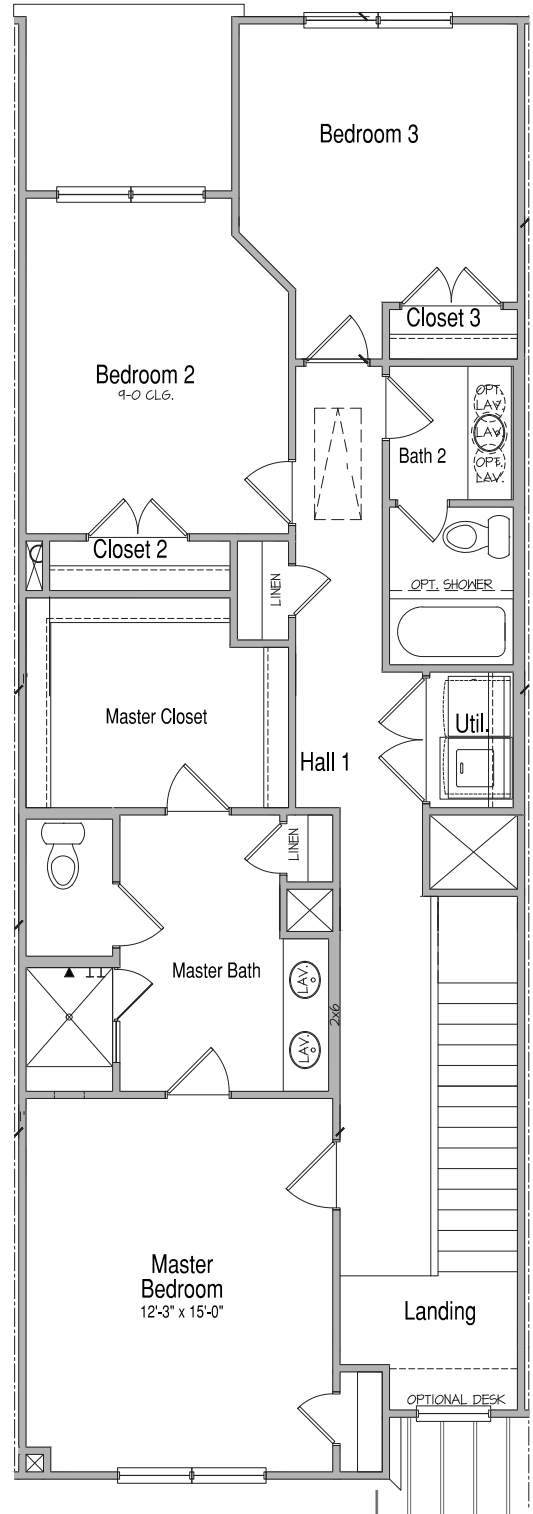 Bedroom 3
Closet 3
Bedroom 2
9-0 CLG.
OPT.
LAV.
LAV.
OPT.
LAV.
Bath 2
Closet 2
LINEN
OPT. SHOWER
Master Closet
Util.
Hall 1
LINEN
Master Bath
LAV.
LAV.
2x6
Master
Bedroom
12'-3" x 15'-0"
Landing
OPTIONAL DESK